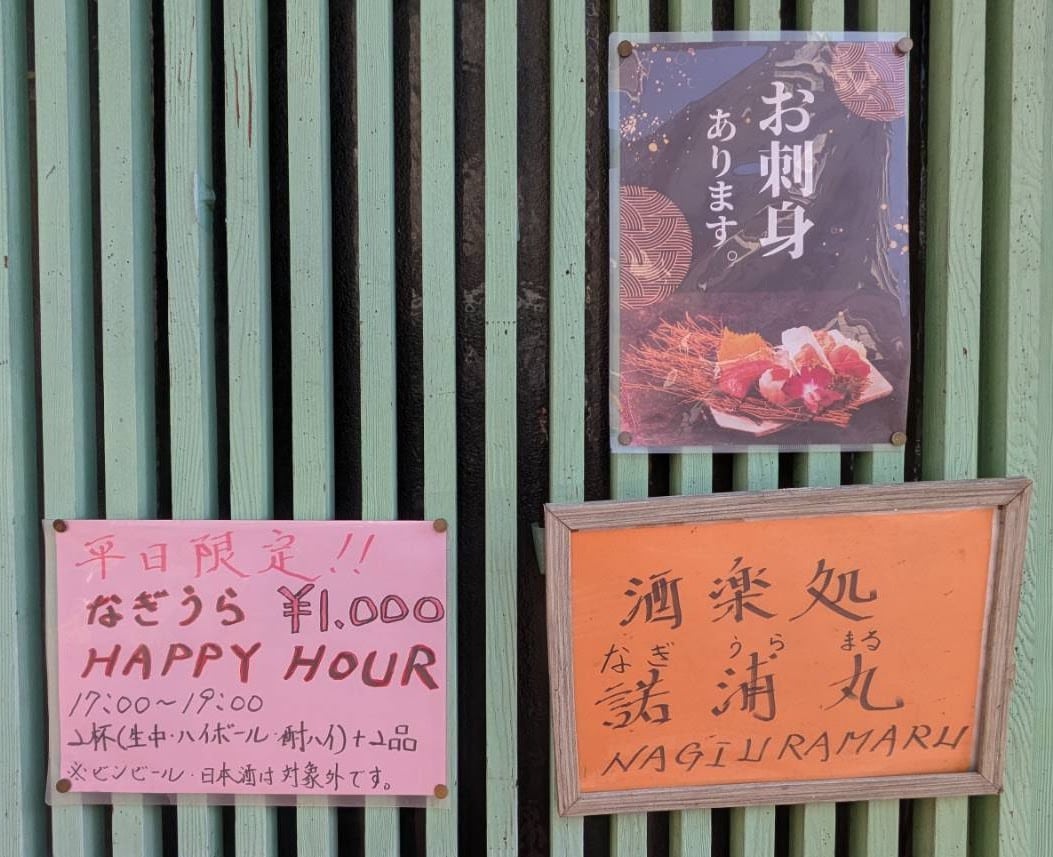 お刺身
あります。
平日限定!!
なぎうら ¥1.000
HAPPY HOUR
17:00~19:00
2杯(生中・ハイボール・酎ハイ)+2品
※ビンビール・日本酒は対象外です。
酒楽処
なぎ うら まる
諾浦丸
NAGIURAMARU